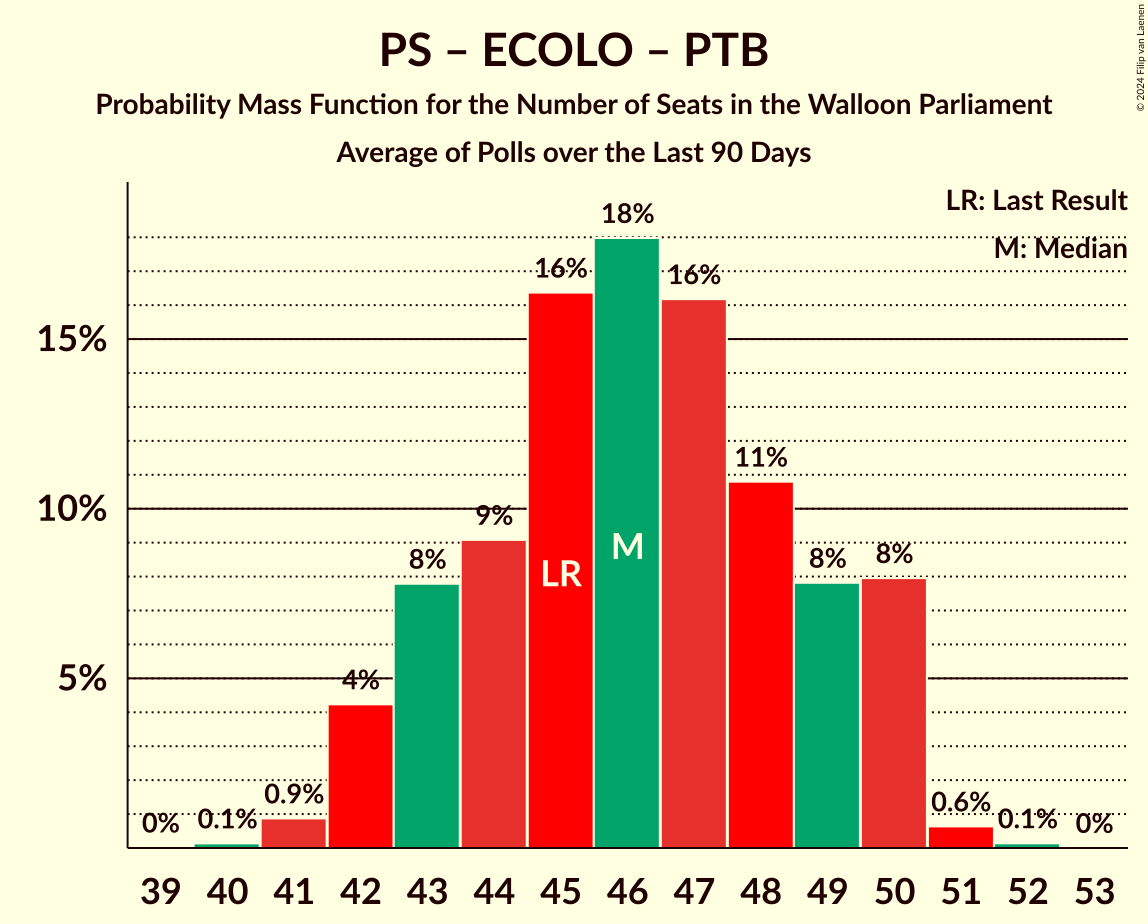 PS – ECOLO – PTB
Probability Mass Function for the Number of Seats in the Walloon Parliament
Average of Polls over the Last 90 Days
© 2024 Filip van Laenen
LR: Last Result
M: Median
15%
10%
5%
0%
0.1%
0.9%
4%
8%
9%
16%
18%
16%
11%
8%
8%
0.6%
0.1%
0%
LR
M
39 40 41 42 43 44 45 46 47 48 49 50 51 52 53